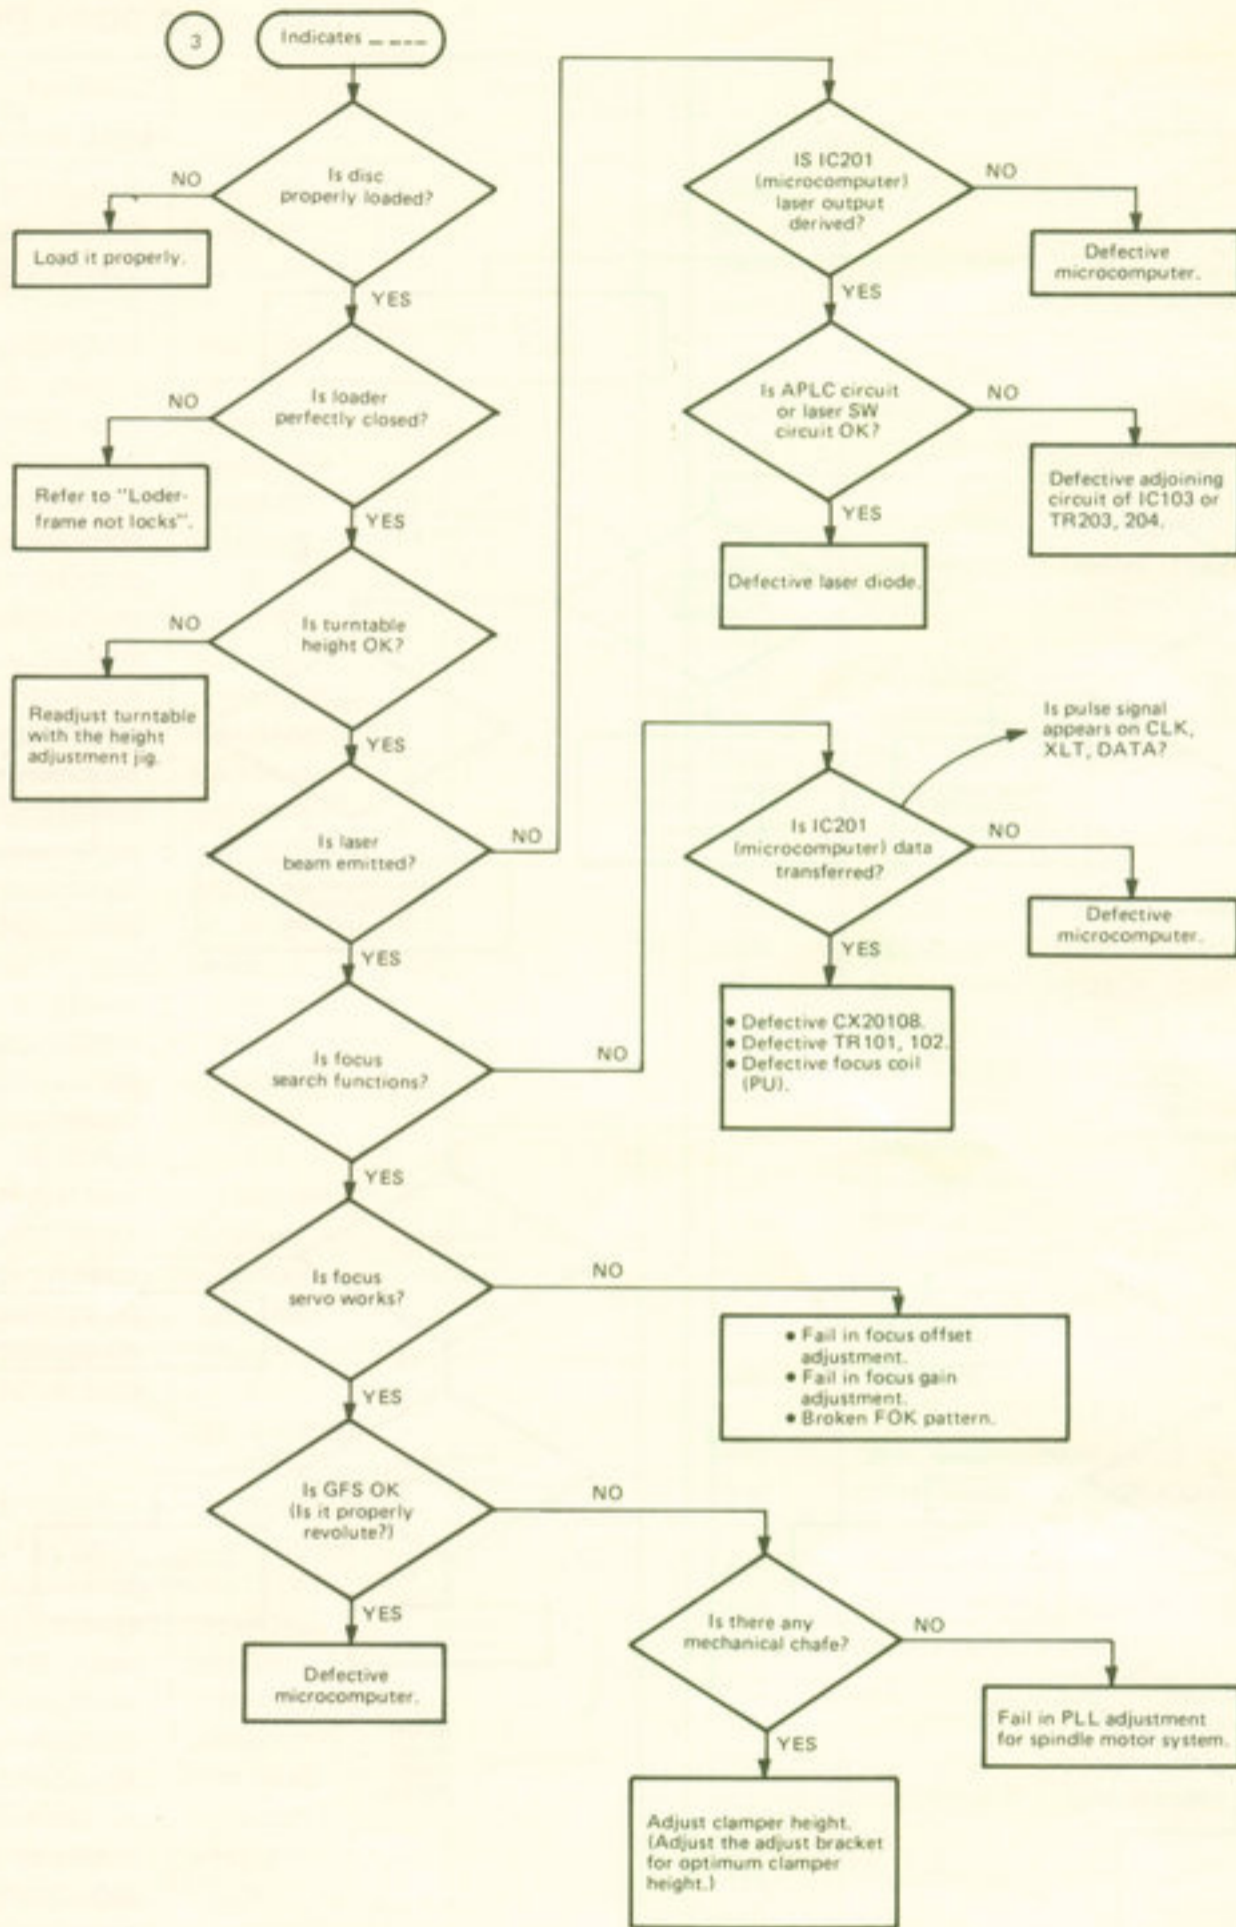 3
Indicates _ _ _ _
Is disc
properly loaded?
NO
Load it properly.
YES
Is loader
perfectly closed?
NO
Refer to "Loder-
frame not locks".
YES
Is turntable
height OK?
NO
Readjust turntable
with the height
adjustment jig.
YES
Is laser
beam emitted?
NO
YES
IS IC201
(microcomputer)
laser output
derived?
NO
Defective
microcomputer.
YES
Is APLC circuit
or laser SW
circuit OK?
NO
Defective adjoining
circuit of IC103 or
TR203, 204.
YES
Defective laser diode.
Is focus
search functions?
NO
YES
Is pulse signal
appears on CLK,
XLT, DATA?
Is IC201
(microcomputer) data
transferred?
NO
Defective
microcomputer.
YES
● Defective CX20108.
● Defective TR101, 102.
● Defective focus coil
(PU).
Is focus
servo works?
NO
● Fail in focus offset
adjustment.
● Fail in focus gain
adjustment.
● Broken FOK pattern.
YES
Is GFS OK
(Is it properly
revolute?)
NO
YES
Defective
microcomputer.
Is there any
mechanical chafe?
NO
Fail in PLL adjustment
for spindle motor system.
YES
Adjust clamper height.
(Adjust the adjust bracket
for optimum clamper
height.)